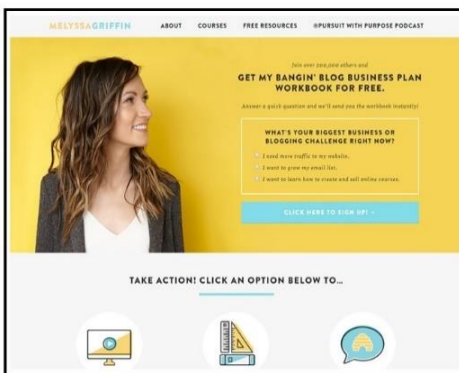 MELYSSAGRIFFIN
ABOUT COURSES FREE RESOURCES @PURSUIT WITH PURPOSE PODCAST
Join over 200,000 others and
GET MY BANGIN' BLOG BUSINESS PLAN
WORKBOOK FOR FREE.
Answer a quick question and we'll send you the workbook instantly!
WHAT'S YOUR BIGGEST BUSINESS OR
BLOGGING CHALLENGE RIGHT NOW?
I need more traffic to my website.
I want to grow my email list.
I want to learn how to create and sell online courses.
CLICK HERE TO SIGN UP!
TAKE ACTION! CLICK AN OPTION BELOW TO...